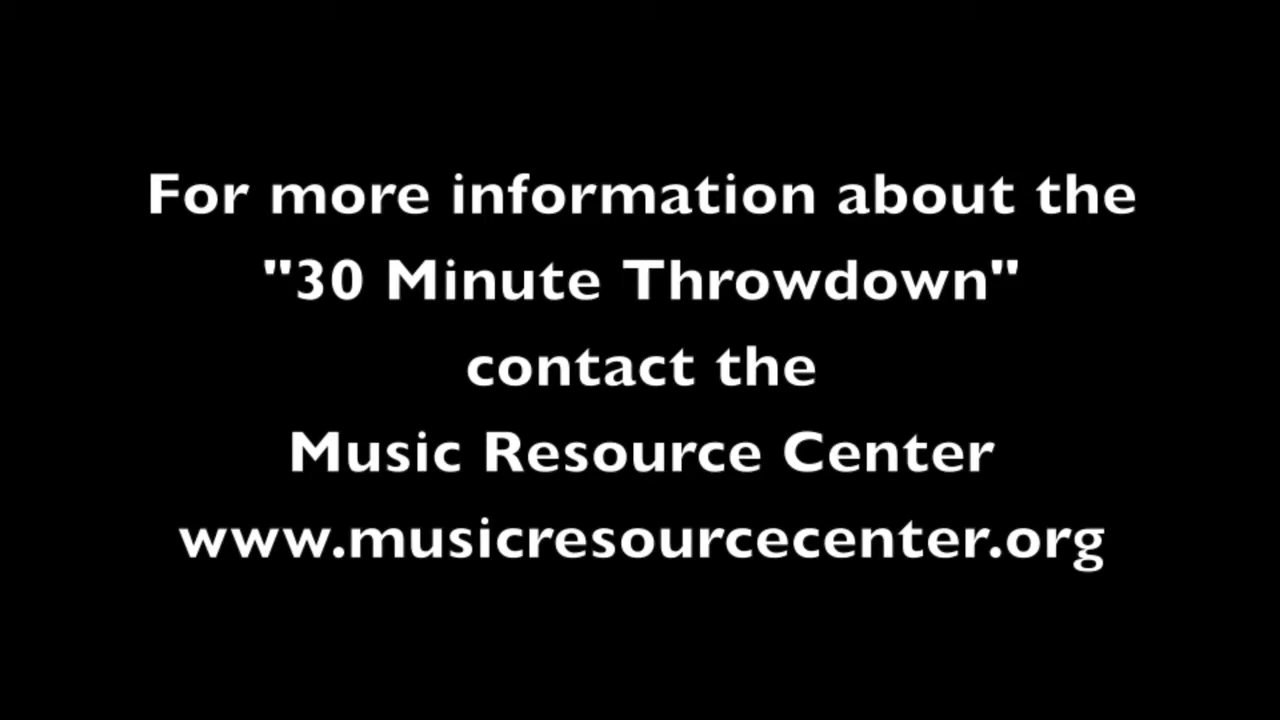 For more information about the
"30 Minute Throwdown"
contact the
Music Resource Center
www.musicresourcecenter.org